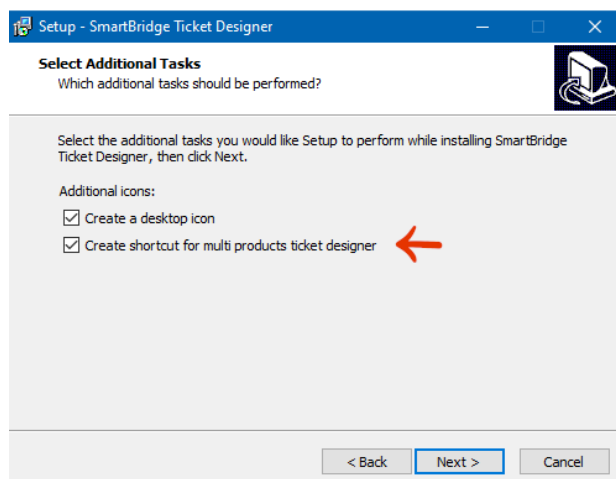 Setup - SmartBridge Ticket Designer
Select Additional Tasks
Which additional tasks should be performed?
Select the additional tasks you would like Setup to perform while installing SmartBridge
Ticket Designer, then click Next.
Additional icons:
Create a desktop icon
Create shortcut for multi products ticket designer
< Back Next > Cancel